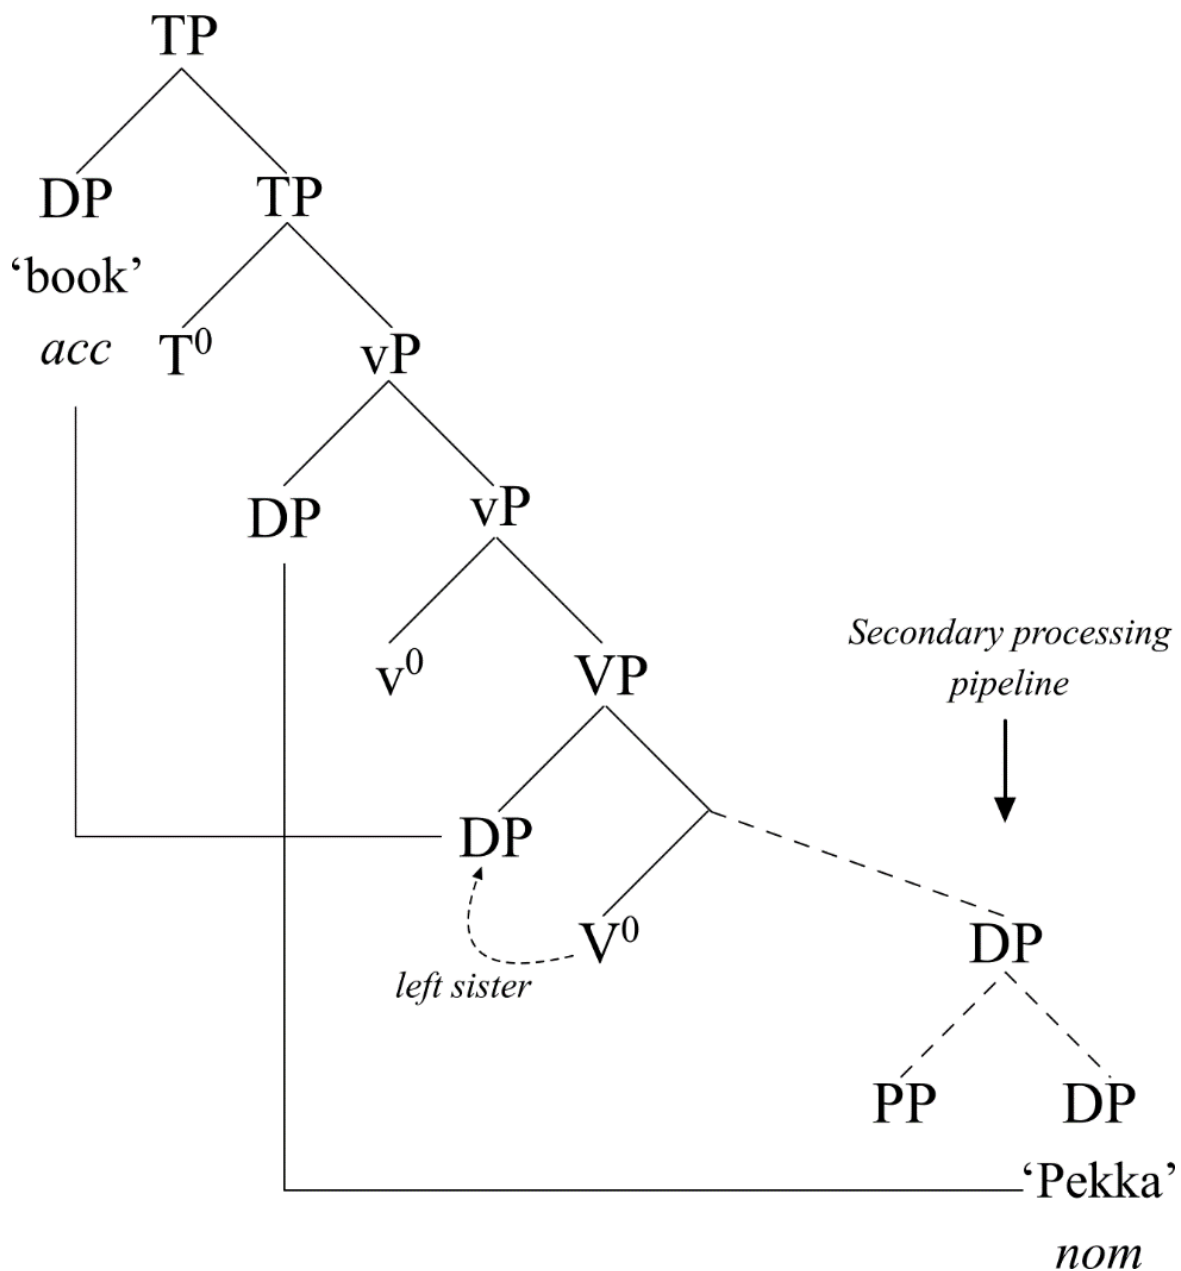 TP
DP TP
‘book’
acc T⁰ vP
DP vP
Secondary processing
pipeline
v⁰ VP
DP
V⁰ DP
left sister
PP DP
‘Pekka’
nom